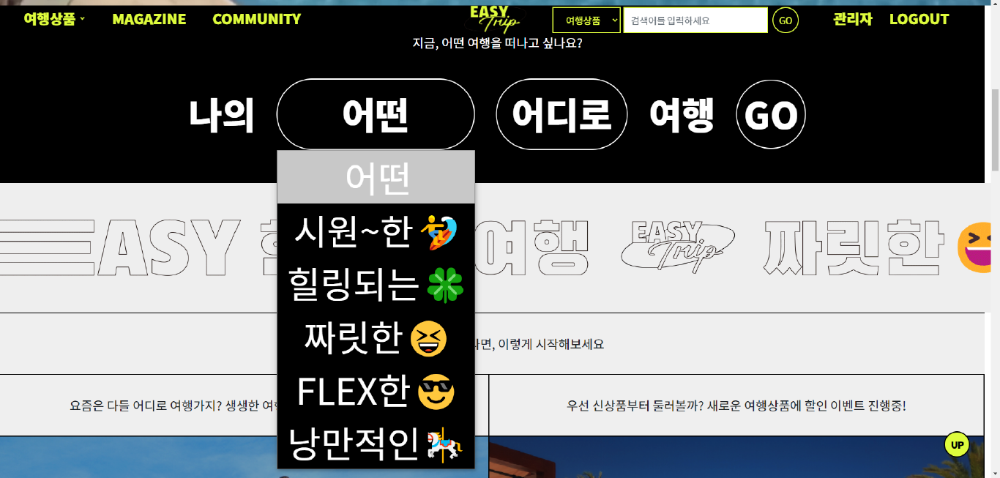 여행상품 MAGAZINE COMMUNITY EASY Trip 여행상품 검색어를 입력하세요 GO 관리자 LOGOUT
지금, 어떤 여행을 떠나고 싶나요?
나의 어떤 어디로 여행 GO
어떤
시원~한
힐링되는
짜릿한
FLEX한
낭만적인
EASY 여행 EASY Trip 짜릿한
이렇게 시작해보세요
요즘은 다들 어디로 여행가지? 생생한
우선 신상품부터 둘러볼까? 새로운 여행상품에 할인 이벤트 진행중!
UP